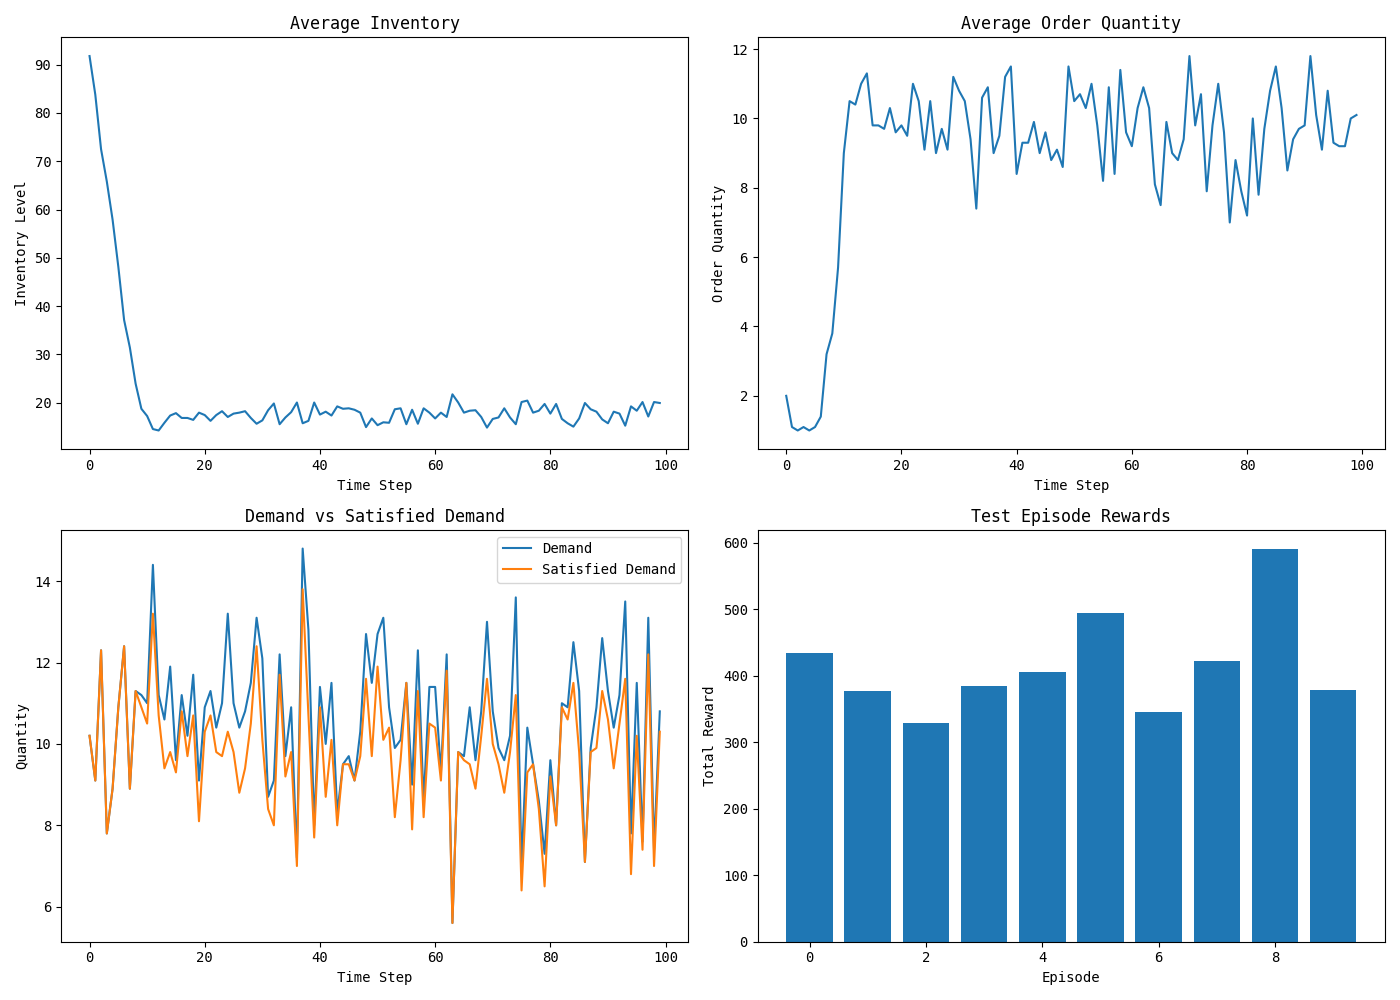 Average Inventory
Inventory Level
90
80
70
60
50
40
30
20
0 20 40 60 80 100
Time Step
Average Order Quantity
Order Quantity
12
10
8
6
4
2
0 20 40 60 80 100
Time Step
Demand vs Satisfied Demand
Demand
Satisfied Demand
Quantity
14
12
10
8
6
0 20 40 60 80 100
Time Step
Test Episode Rewards
Total Reward
600
500
400
300
200
100
0
0 2 4 6 8
Episode